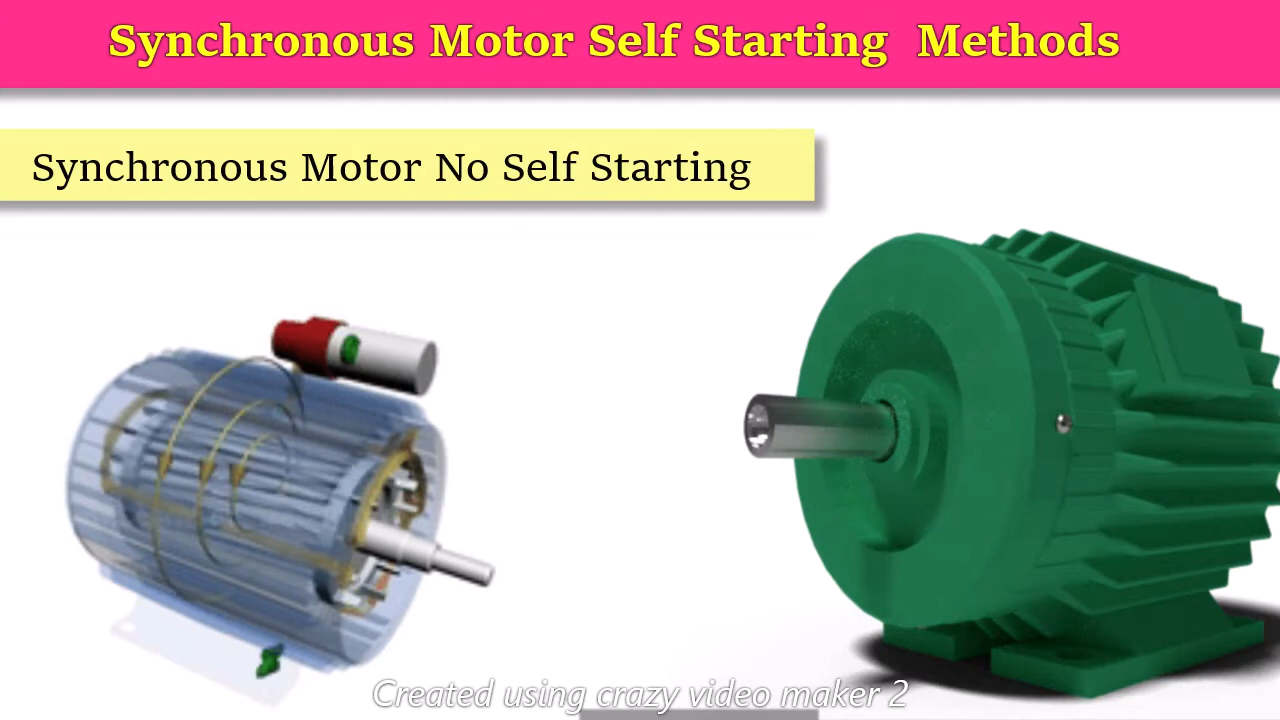 Synchronous Motor Self Starting Methods
Synchronous Motor No Self Starting
Created using crazy video maker 2